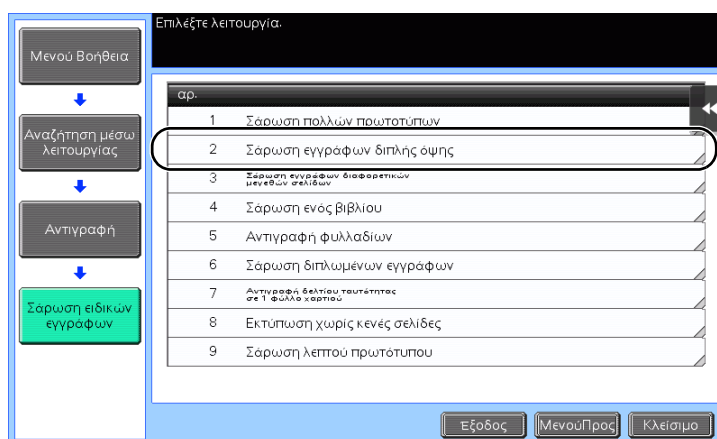 Επιλέξτε λειτουργία.
Μενού Βοήθεια
Αναζήτηση μέσω
λειτουργίας
Αντιγραφή
Σάρωση ειδικών
εγγράφων
αρ.
1 Σάρωση πολλών πρωτοτύπων
2 Σάρωση εγγράφων διπλής όψης
3 Σάρωση εγγράφων διαφορετικών
μεγεθών σελίδων
4 Σάρωση ενός βιβλίου
5 Αντιγραφή φυλλαδίων
6 Σάρωση διπλωμένων εγγράφων
7 Αντιγραφή δελτίου ταυτότητας
σε 1 φύλλο χαρτιού
8 Εκτύπωση χωρίς κενές σελίδες
9 Σάρωση λεπτού πρωτότυπου
Έξοδος ΜενούΠρος Κλείσιμο